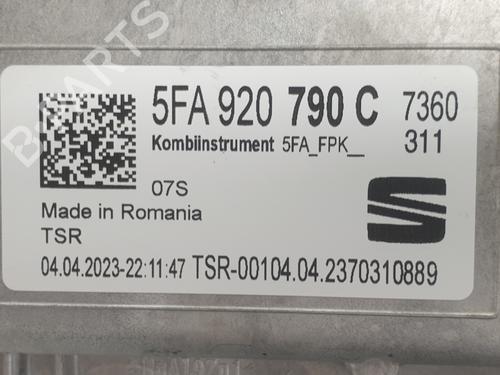 5FA 920 790 C 7360
Kombiinstrument 5FA_FPK__ 311
07S
Made in Romania
TSR
04.04.2023-22:11:47 TSR-00104.04.2370310889